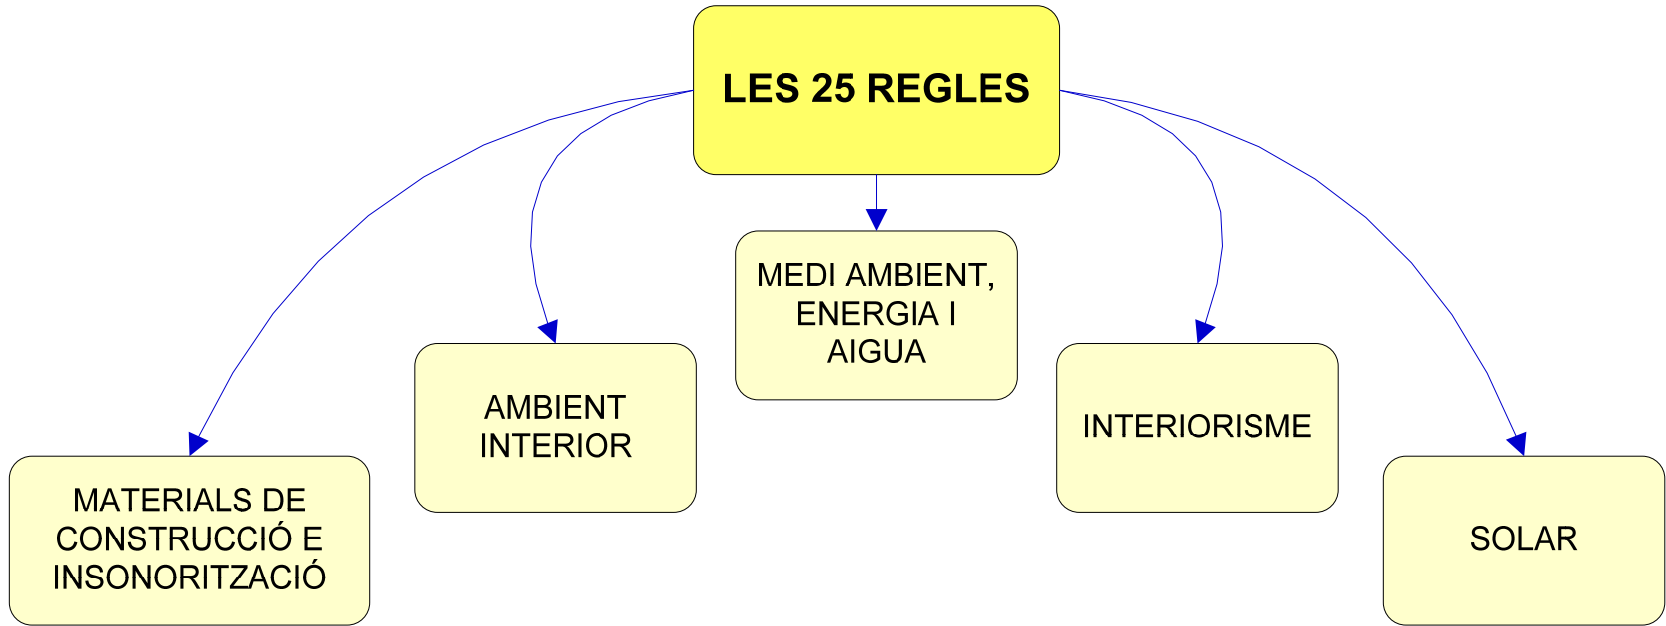 LES 25 REGLES
MEDI AMBIENT,
ENERGIA I
AIGUA
AMBIENT
INTERIOR
INTERIORISME
MATERIALS DE
CONSTRUCCIÓ E
INSONORITZACIÓ
SOLAR